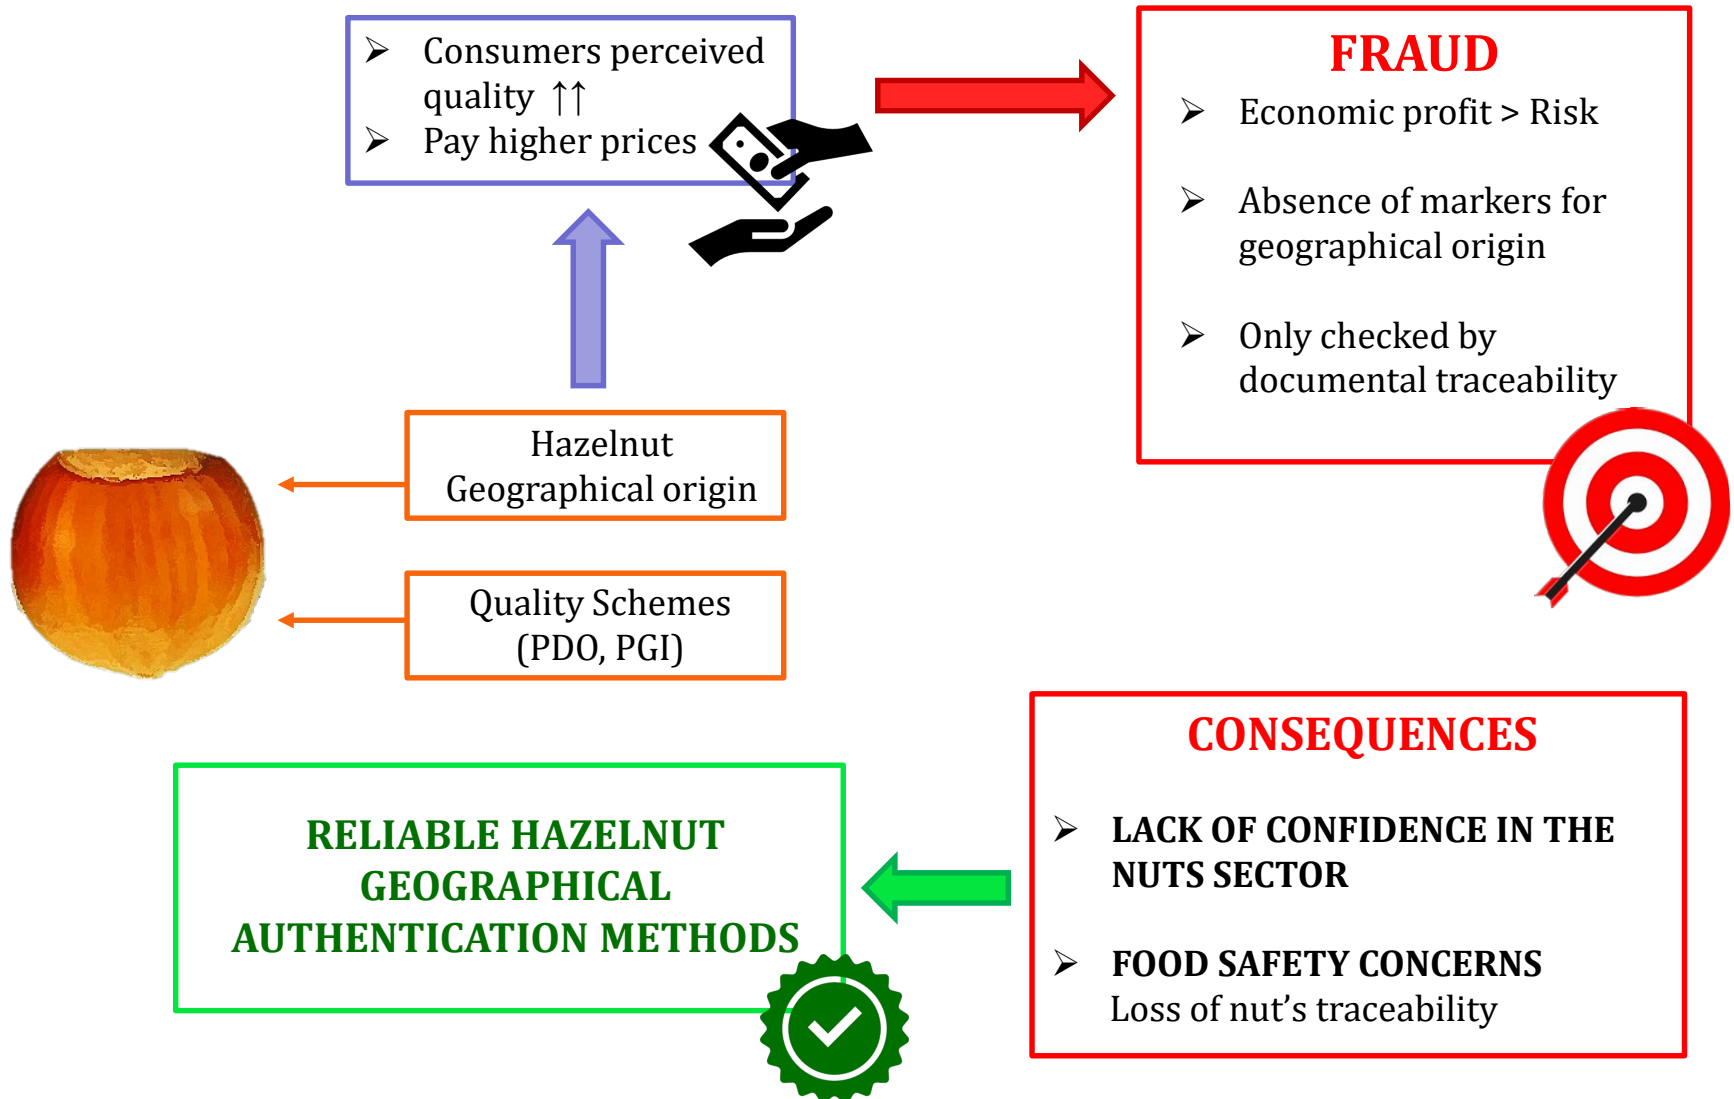 ➢ Consumers perceived
quality ↑↑
➢ Pay higher prices
FRAUD
➢ Economic profit > Risk
➢ Absence of markers for
geographical origin
➢ Only checked by
documental traceability
Hazelnut
Geographical origin
Quality Schemes
(PDO, PGI)
CONSEQUENCES
➢ LACK OF CONFIDENCE IN THE
NUTS SECTOR
➢ FOOD SAFETY CONCERNS
Loss of nut’s traceability
RELIABLE HAZELNUT
GEOGRAPHICAL
AUTHENTICATION METHODS